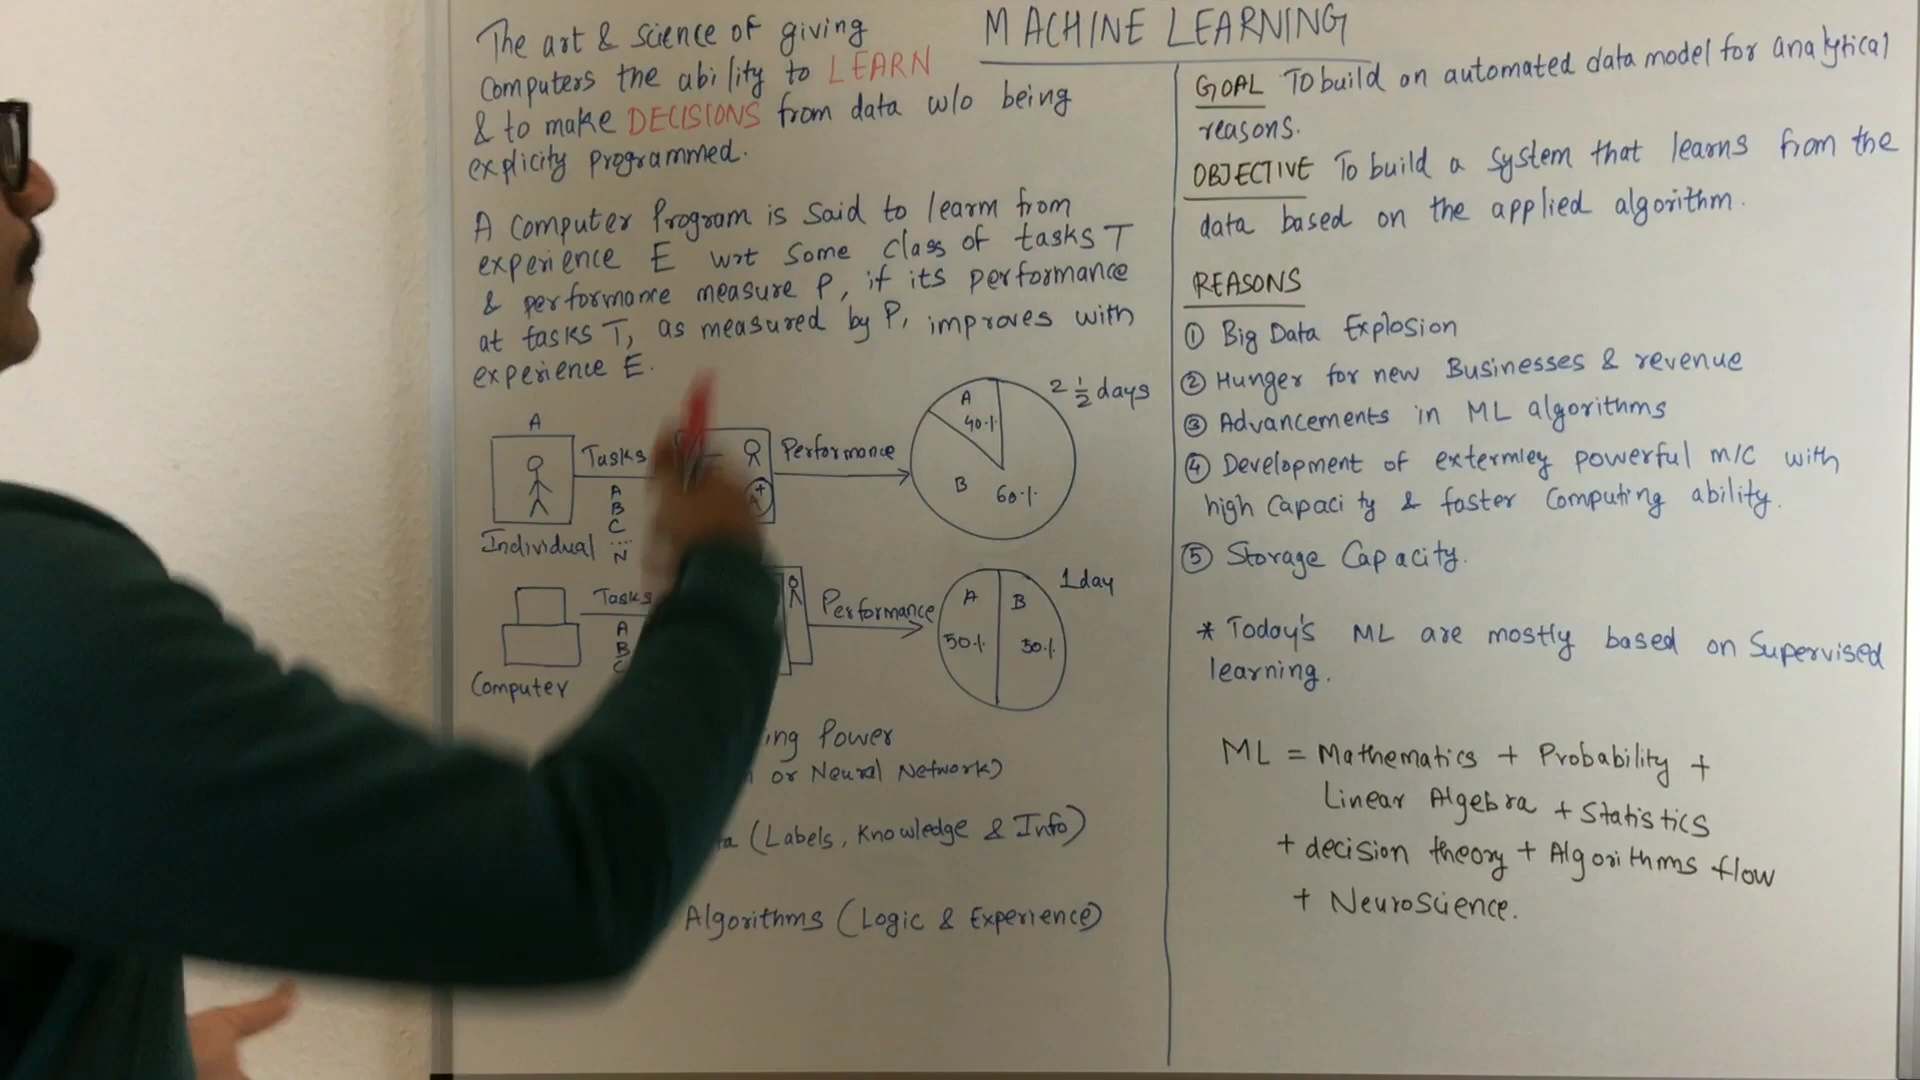 MACHINE LEARNING
The art & science of giving
computers the ability to LEARN
& to make DECISIONS from data w/o being
explicity programmed.
A Computer Program is said to learm from
experience E wrt some class of tasks T
& performance measure P, if its performance
at tasks T, as measured by P, improves with
experience E.
A
Tasks
A
B
C
....
N
Individual
A+
Performance
A
40%
B
60%
2 1/2 days
Computer
Tasks
A
B
C
Performance
A
50%
B
50%
1 day
ing Power
or Neural Network)
(Labels, Knowledge & Info)
Algorithms (Logic & Experience)
GOAL To build an automated data model for analytical
reasons.
OBJECTIVE To build a system that learns from the
data based on the applied algorithm.
REASONS
① Big Data Explosion
② Hunger for new Businesses & revenue
③ Advancements in ML algorithms
④ Development of extermley powerful m/c with
high Capacity & faster Computing ability.
⑤ Storage Capacity.
* Today's ML are mostly based on Supervised
learning.
ML = Mathematics + Probability +
Linear Algebra + Statistics
+ decision theory + Algorithms flow
+ Neuroscience.